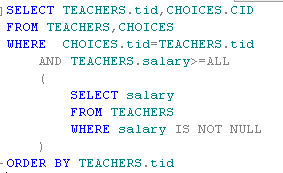 SELECT TEACHERS.tid,CHOICES.CID
FROM TEACHERS,CHOICES
WHERE  CHOICES.tid=TEACHERS.tid
    AND TEACHERS.salary>=ALL
    (
        SELECT salary
        FROM TEACHERS
        WHERE salary IS NOT NULL
    )
ORDER BY TEACHERS.tid